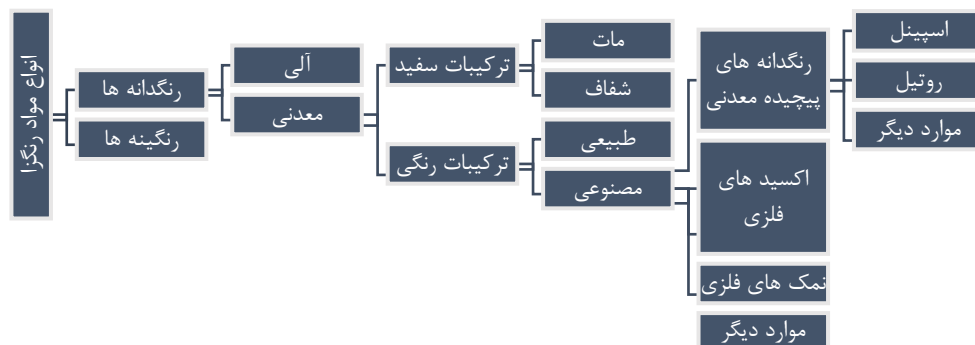 انواع مواد رنگزا
رنگدانه ها
رنگینه ها
آلی
معدنی
ترکیبات سفید
ترکیبات رنگی
مات
شفاف
طبیعی
مصنوعی
رنگدانه های
پیچیده معدنی
اکسید های
فلزی
نمک های فلزی
موارد دیگر
اسپینل
روتیل
موارد دیگر